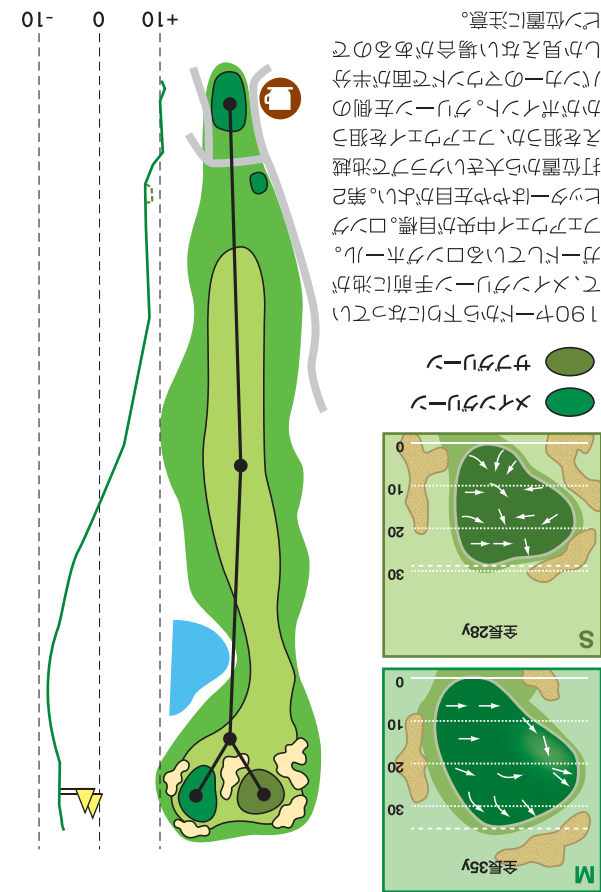 M
全長35y
30
20
10
0
S
全長28y
30
20
10
0
メイングリーン
サブグリーン
190ヤードから下りになってい
て、メイングリーン手前に池が
ガードしているロングホール。
フェアウェイ中央が目標。ロング
ヒッターはやや左目がよい。第2
打位置から大きいクラブで池越
えを狙うか、フェアウェイを狙う
かがポイント。グリーン左側の
バンカーのマウンドで面が半分
しか見えない場合があるので
ピン位置に注意。
+10 0 -10